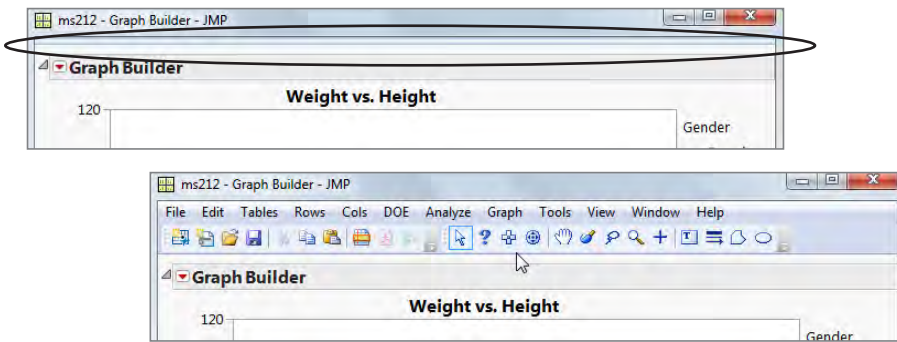 ms212 - Graph Builder - JMP
Graph Builder
Weight vs. Height
120
Gender
ms212 - Graph Builder - JMP
File Edit Tables Rows Cols DOE Analyze Graph Tools View Window Help
Graph Builder
Weight vs. Height
120
Gender